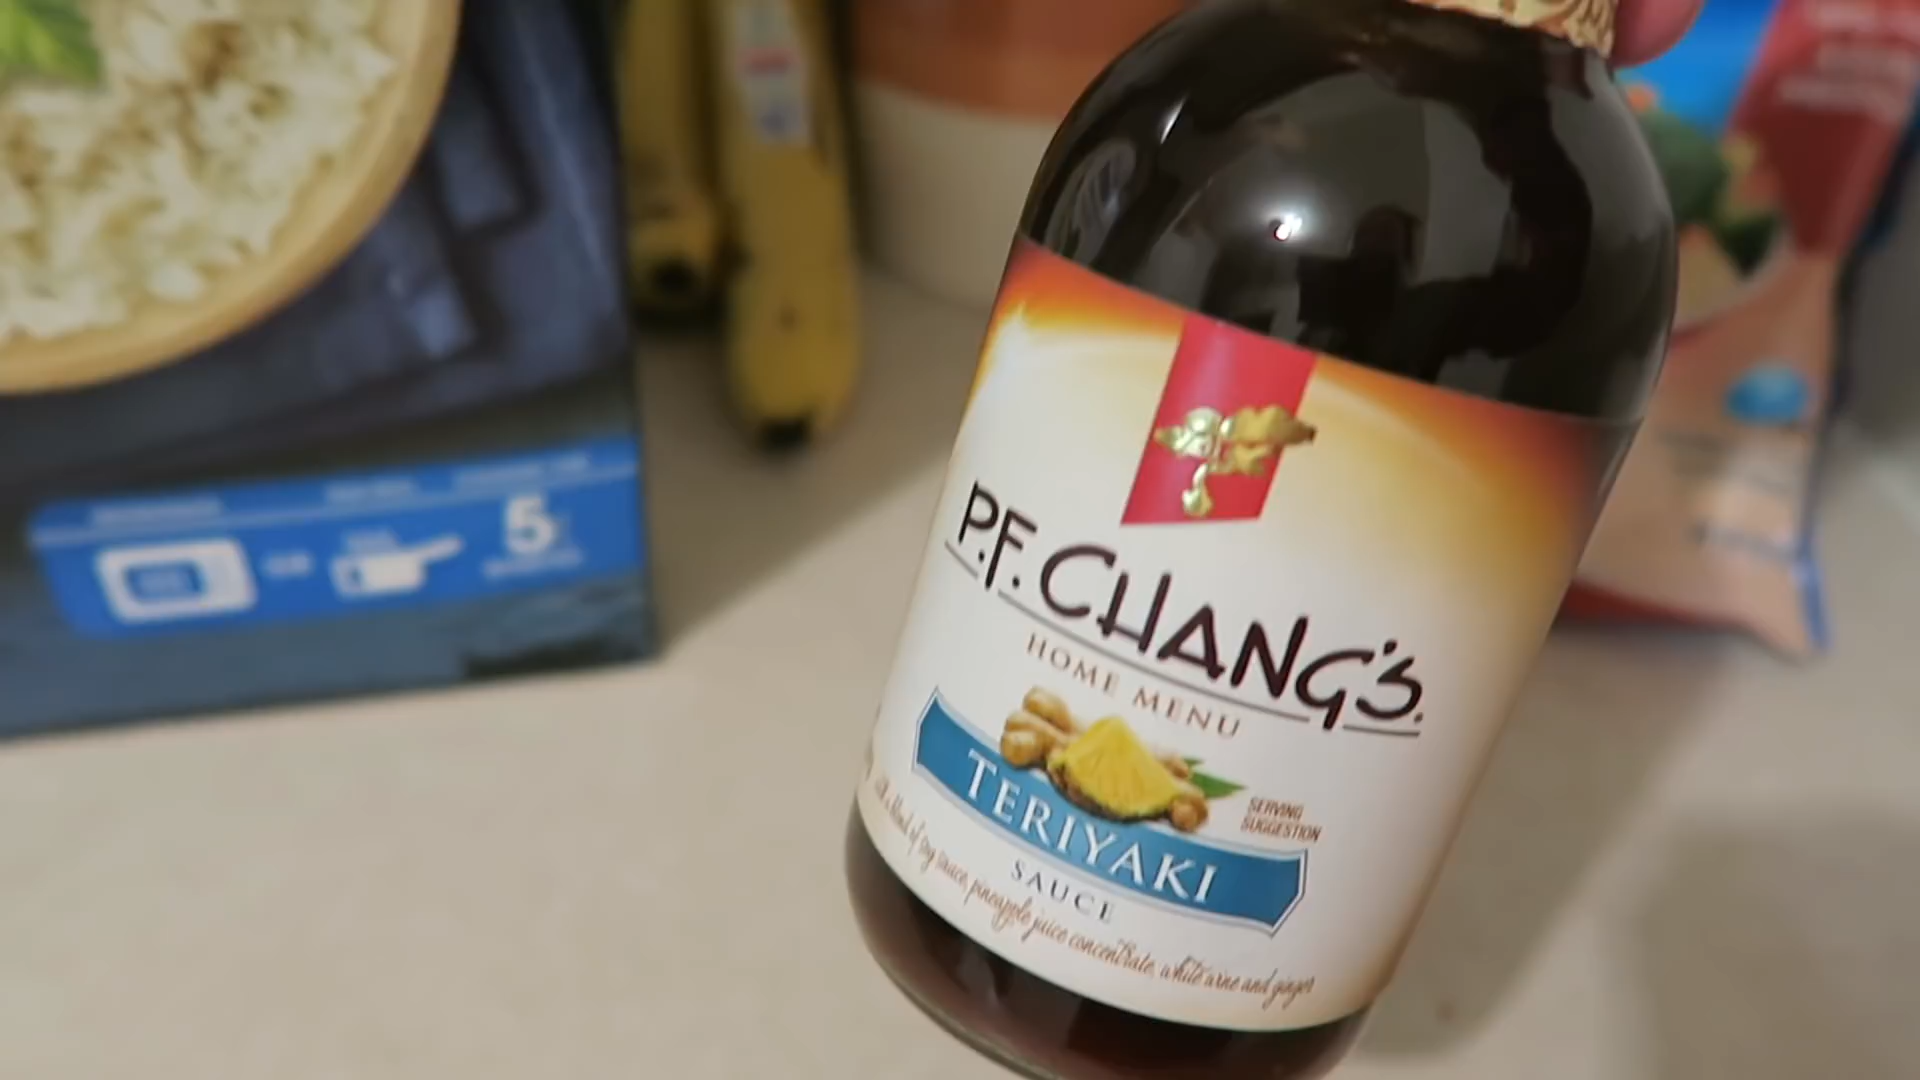 5
P.F. CHANG'S.
HOME MENU
TERIYAKI
SAUCE
SERVING
SUGGESTION
blend of soy sauce, pineapple juice concentrate, white wine and ginger